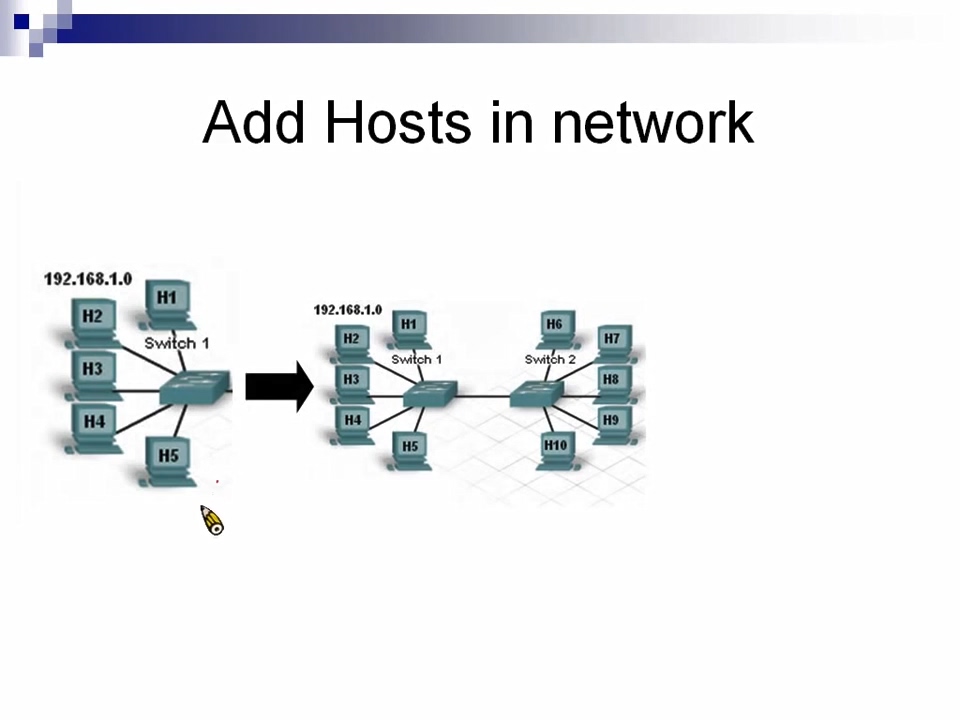 Add Hosts in network
192.168.1.0
H1
H2
Switch 1
H3
H4
H5
192.168.1.0
H1
H2
Switch 1
H3
H4
H5
H6
H7
Switch 2
H8
H9
H10